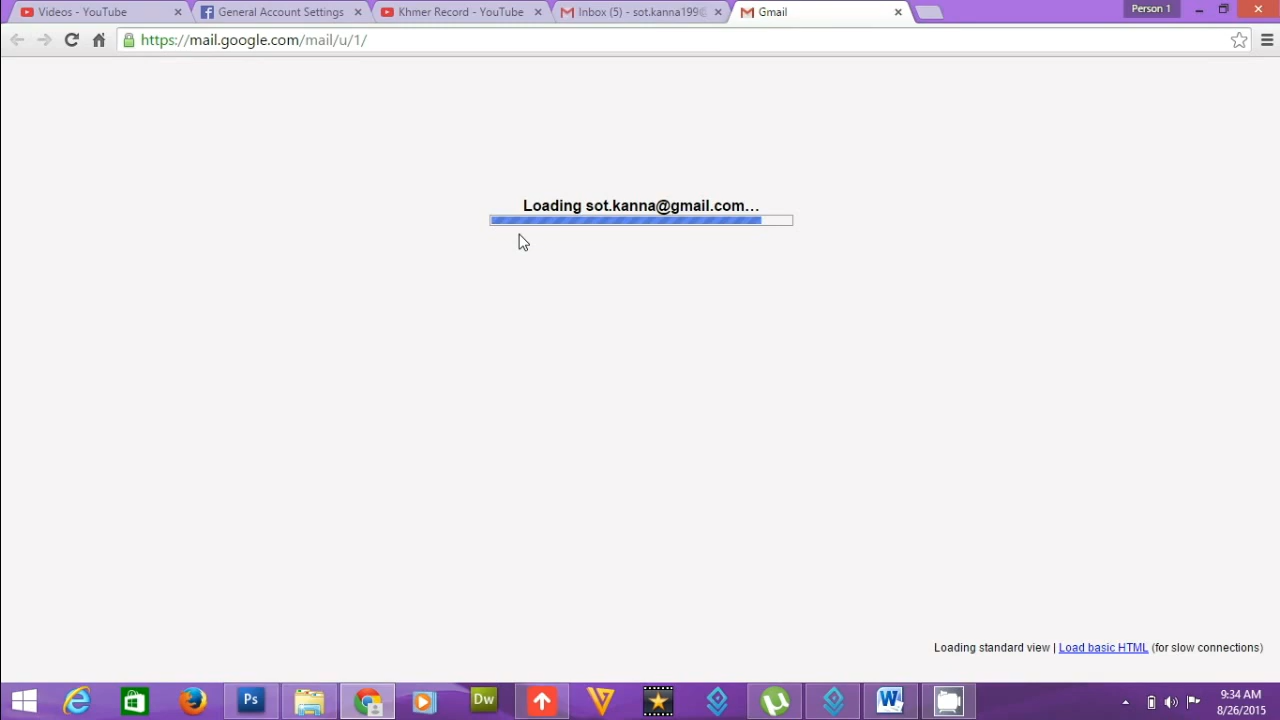 Videos - YouTube
General Account Settings
Khmer Record - YouTube
Inbox (5) - sot.kanna199@
Gmail
Person 1
https://mail.google.com/mail/u/1/
Loading sot.kanna@gmail.com…
Loading standard view | Load basic HTML (for slow connections)
Ps
Dw
W
9:34 AM
8/26/2015